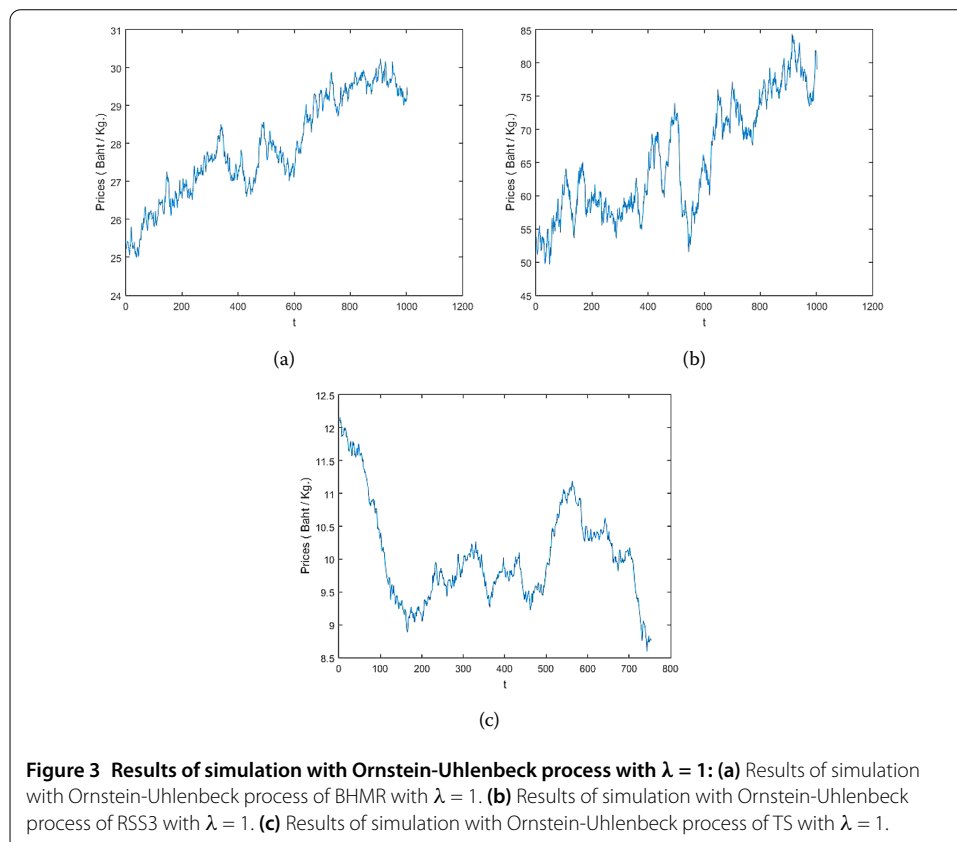 31
30
29
28
27
26
25
24
Prices ( Baht / Kg.)
0 200 400 600 800 1000 1200
t
(a)
85
80
75
70
65
60
55
50
45
Prices ( Baht / Kg.)
0 200 400 600 800 1000 1200
t
(b)
12.5
12
11.5
11
10.5
10
9.5
9
8.5
Prices ( Baht / Kg.)
0 100 200 300 400 500 600 700 800
t
(c)
Figure 3 Results of simulation with Ornstein-Uhlenbeck process with λ = 1: (a) Results of simulation
with Ornstein-Uhlenbeck process of BHMR with λ = 1. (b) Results of simulation with Ornstein-Uhlenbeck
process of RSS3 with λ = 1. (c) Results of simulation with Ornstein-Uhlenbeck process of TS with λ = 1.